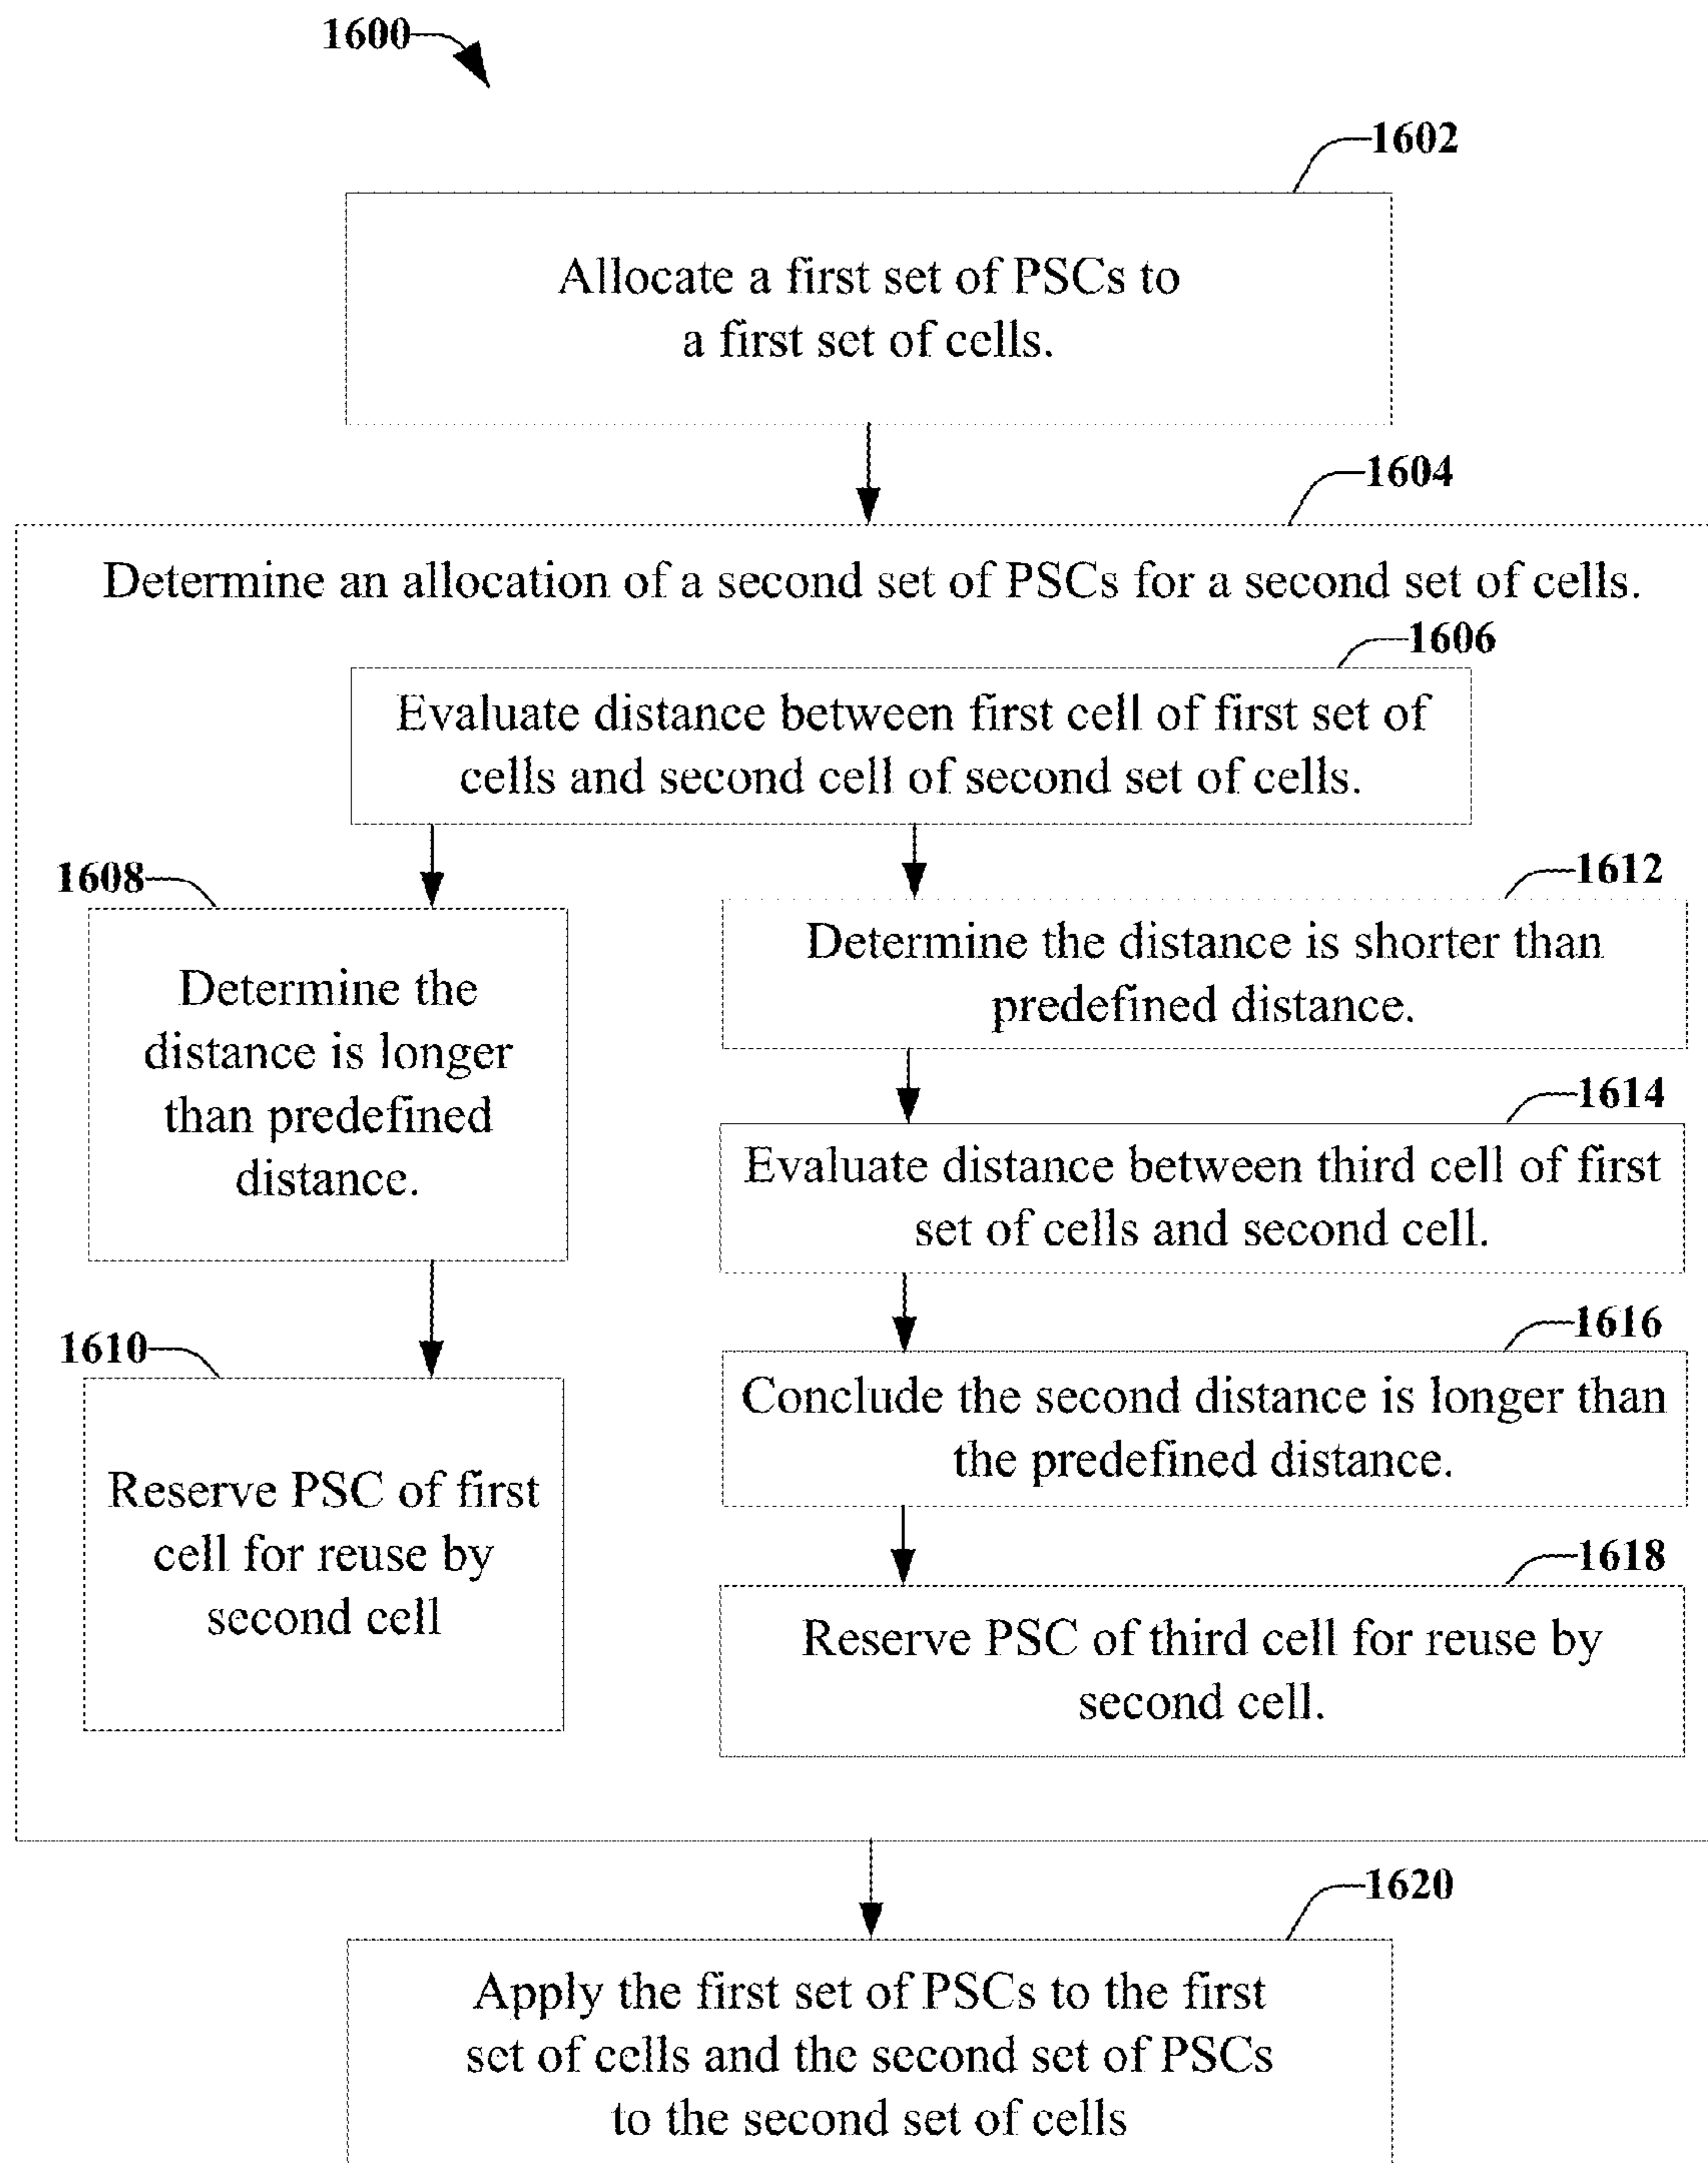 1600
1602
Allocate a first set of PSCs to
a first set of cells.
1604
Determine an allocation of a second set of PSCs for a second set of cells.
1606
Evaluate distance between first cell of first set of
cells and second cell of second set of cells.
1608
Determine the
distance is longer
than predefined
distance.
1610
Reserve PSC of first
cell for reuse by
second cell
1612
Determine the distance is shorter than
predefined distance.
1614
Evaluate distance between third cell of first
set of cells and second cell.
1616
Conclude the second distance is longer than
the predefined distance.
1618
Reserve PSC of third cell for reuse by
second cell.
1620
Apply the first set of PSCs to the first
set of cells and the second set of PSCs
to the second set of cells